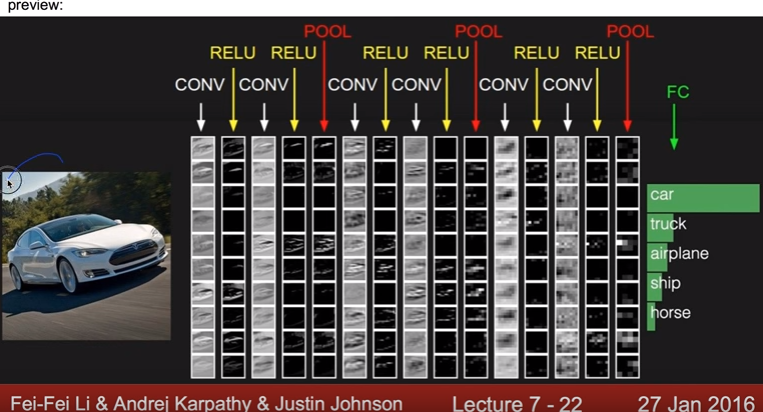 preview:
POOL POOL POOL
RELU RELU RELU RELU RELU RELU
CONV CONV CONV CONV CONV CONV
FC
car
truck
airplane
ship
horse
Fei-Fei Li & Andrej Karpathy & Justin Johnson Lecture 7 - 22 27 Jan 2016